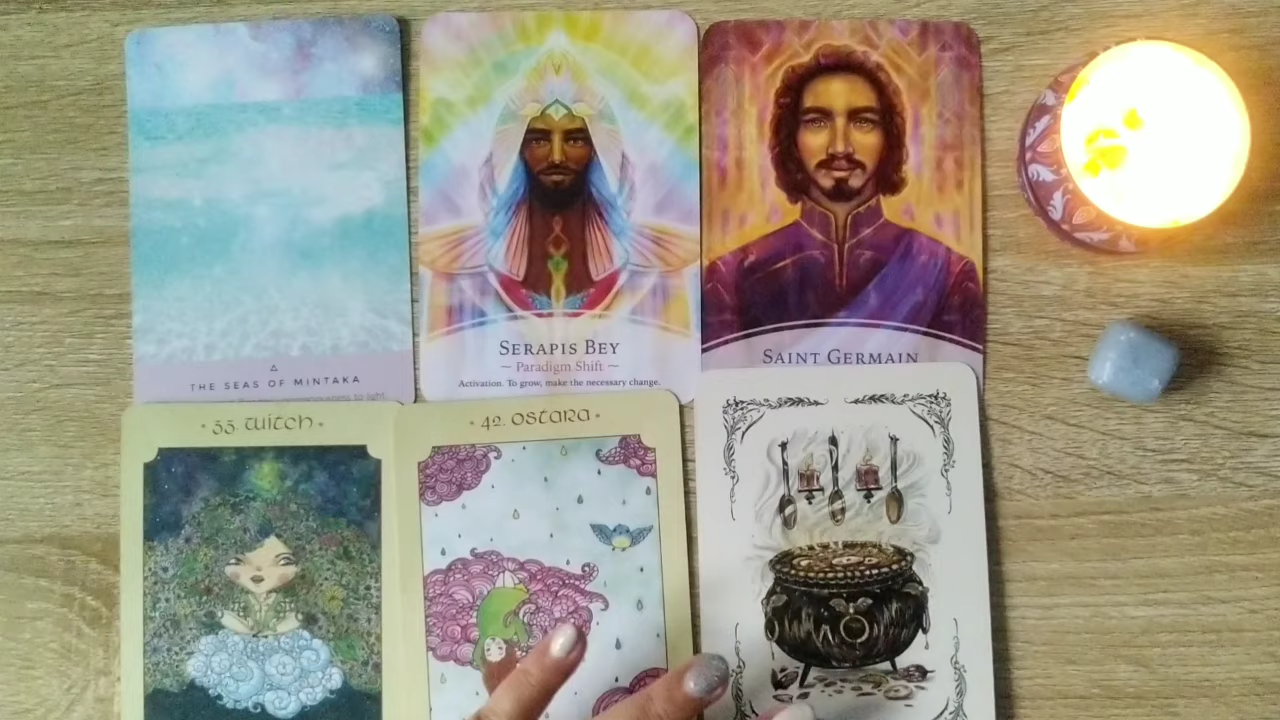 THE SEAS OF MINTAKA
SERAPIS BEY
~ Paradigm Shift ~
Activation. To grow, make the necessary change.
SAINT GERMAIN
• 33. WITCH •
• 42. OSTARA •